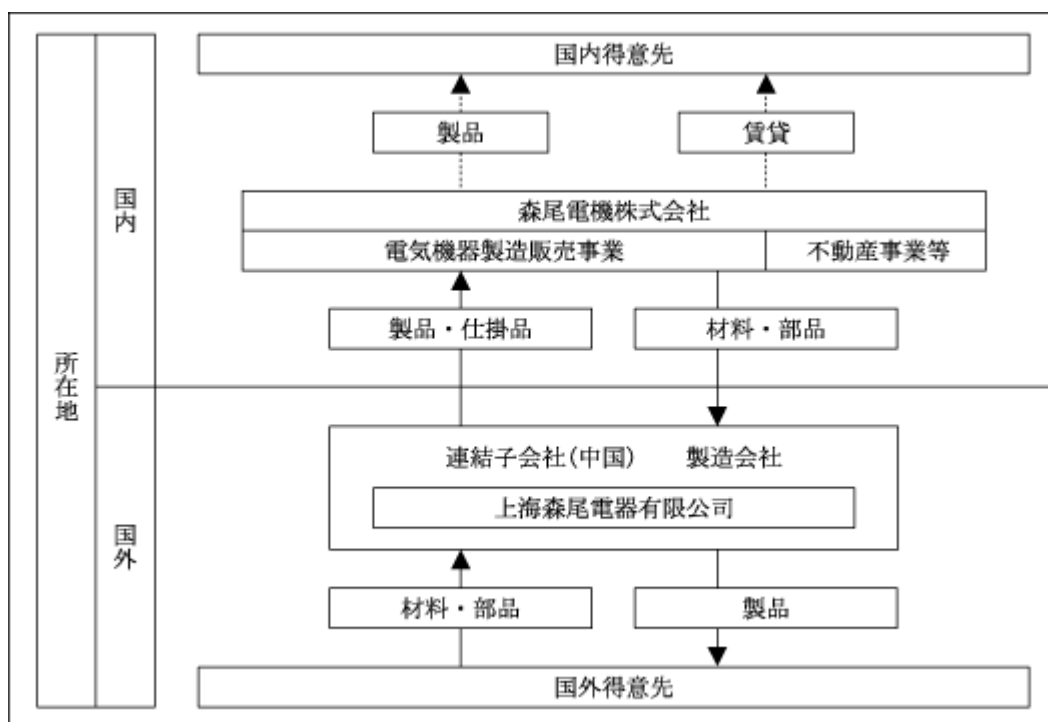 所在地
国内
国内得意先
製品
賃貸
森尾電機株式会社
電気機器製造販売事業
不動産事業等
製品・仕掛品
材料・部品
国外
連結子会社(中国) 製造会社
上海森尾電器有限公司
材料・部品
製品
国外得意先